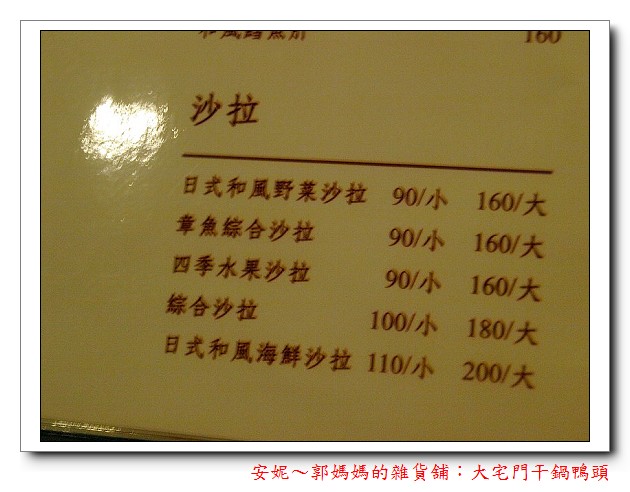 160
沙拉
日式和風野菜沙拉 90/小 160/大
章魚綜合沙拉 90/小 160/大
四季水果沙拉 90/小 160/大
綜合沙拉 100/小 180/大
日式和風海鮮沙拉 110/小 200/大
安妮～郭媽媽的雜貨舖：大宅門干鍋鴨頭